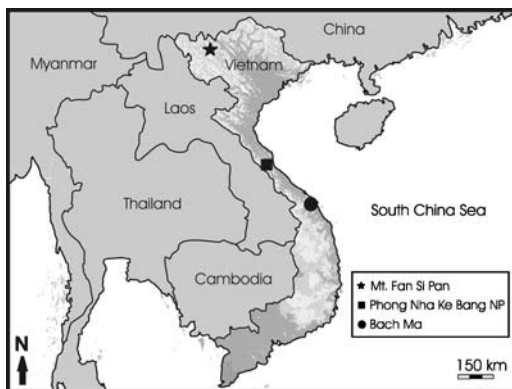 China
Myanmar
Vietnam
Laos
Thailand
South China Sea
Cambodia
★ Mt. Fan Si Pan
■ Phong Nha Ke Bang NP
● Bach Ma
N
150 km